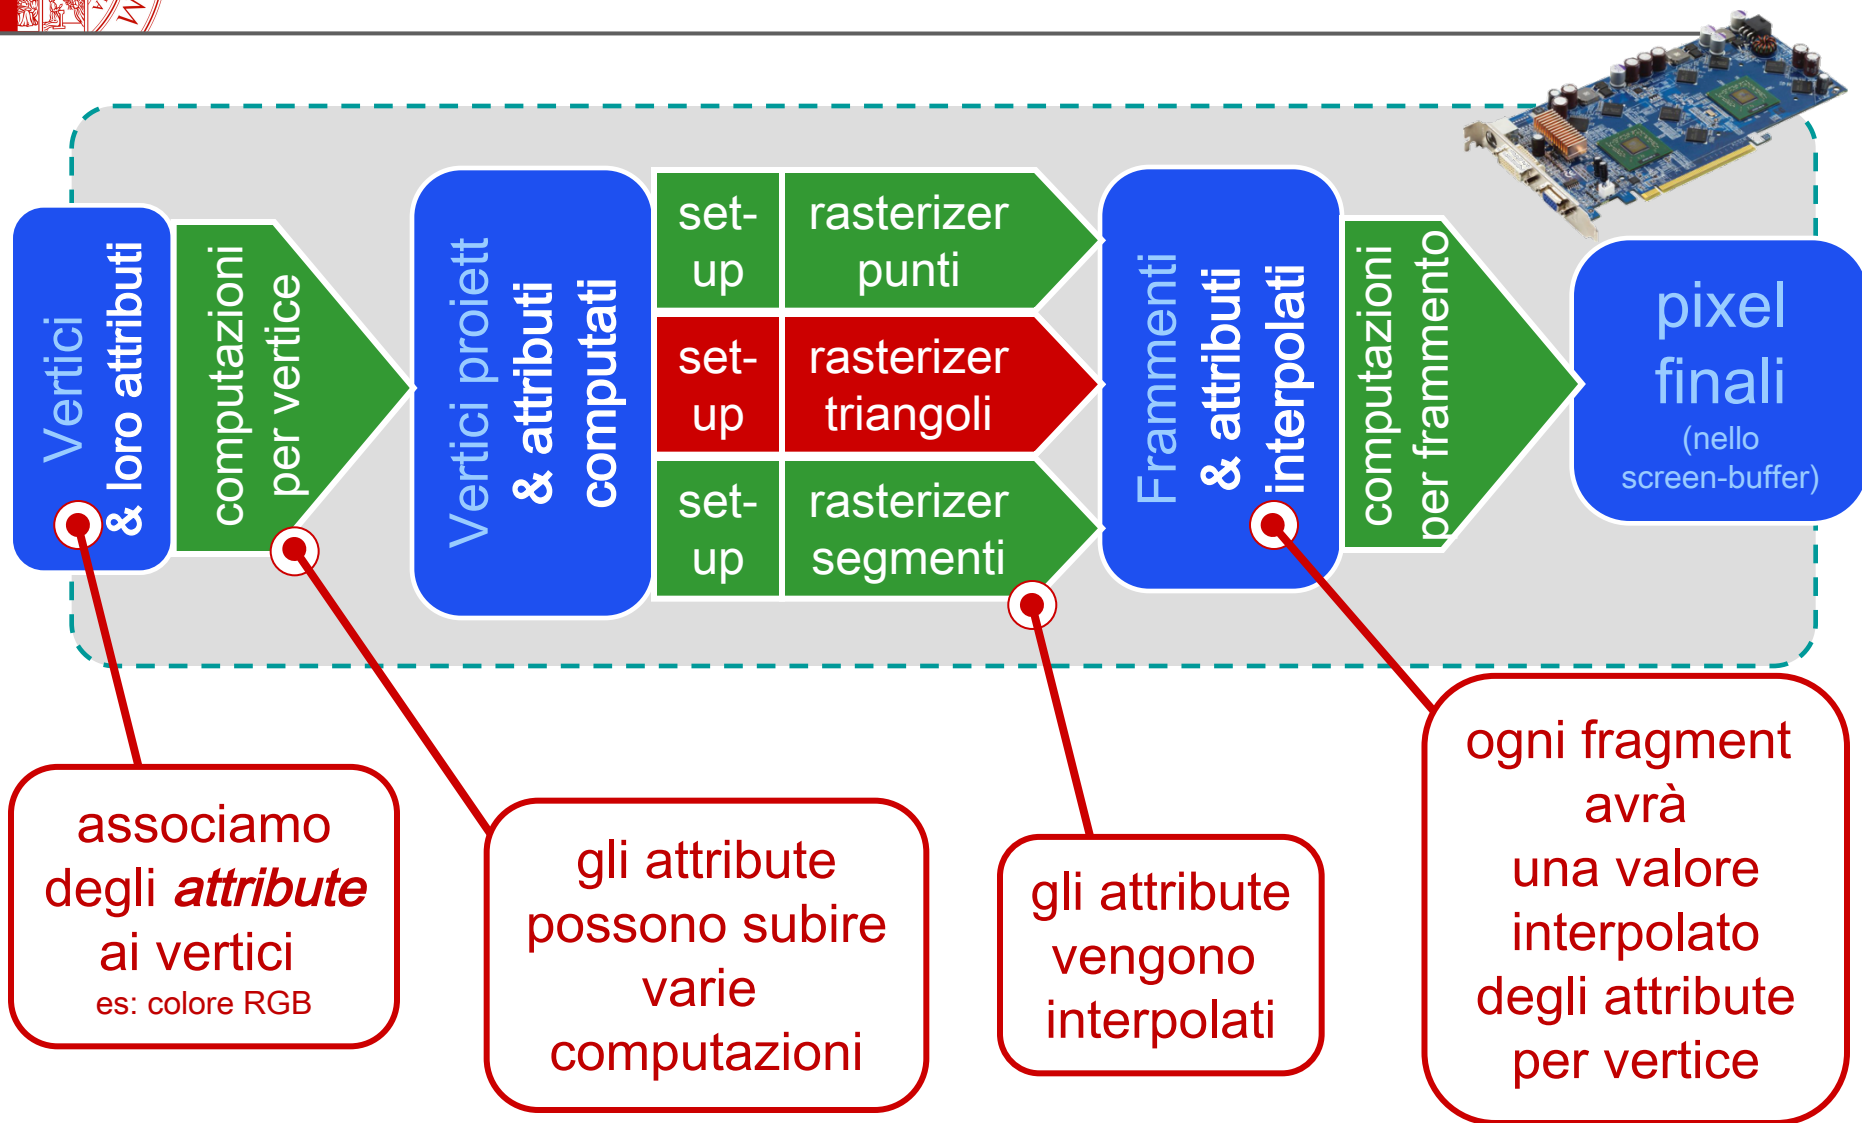 Vertici
& loro attributi
computazioni
per vertice
Vertici proiett
& attributi
computati
set-
up
rasterizer
punti
set-
up
rasterizer
triangoli
set-
up
rasterizer
segmenti
Frammenti
& attributi
interpolati
computazioni
per frammento
pixel
finali
(nello
screen-buffer)
associamo
degli attribute
ai vertici
es: colore RGB
gli attribute
possono subire
varie
computazioni
gli attribute
vengono
interpolati
ogni fragment
avrà
una valore
interpolato
degli attribute
per vertice